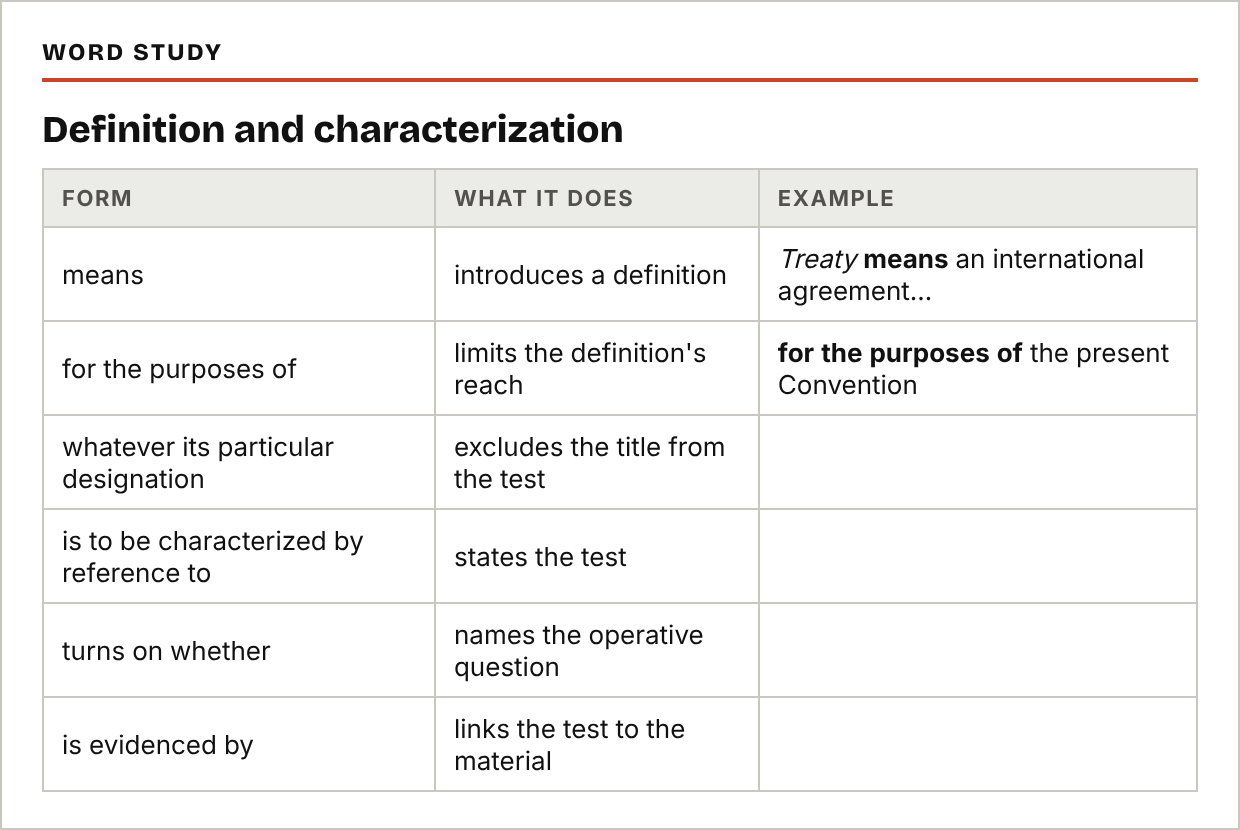 WORD STUDY
Definition and characterization
FORM
WHAT IT DOES
EXAMPLE
means
introduces a definition
Treaty means an international
agreement...
for the purposes of
limits the definition's
reach
for the purposes of the present
Convention
whatever its particular
designation
excludes the title from
the test
is to be characterized by
reference to
states the test
turns on whether
names the operative
question
is evidenced by
links the test to the
material